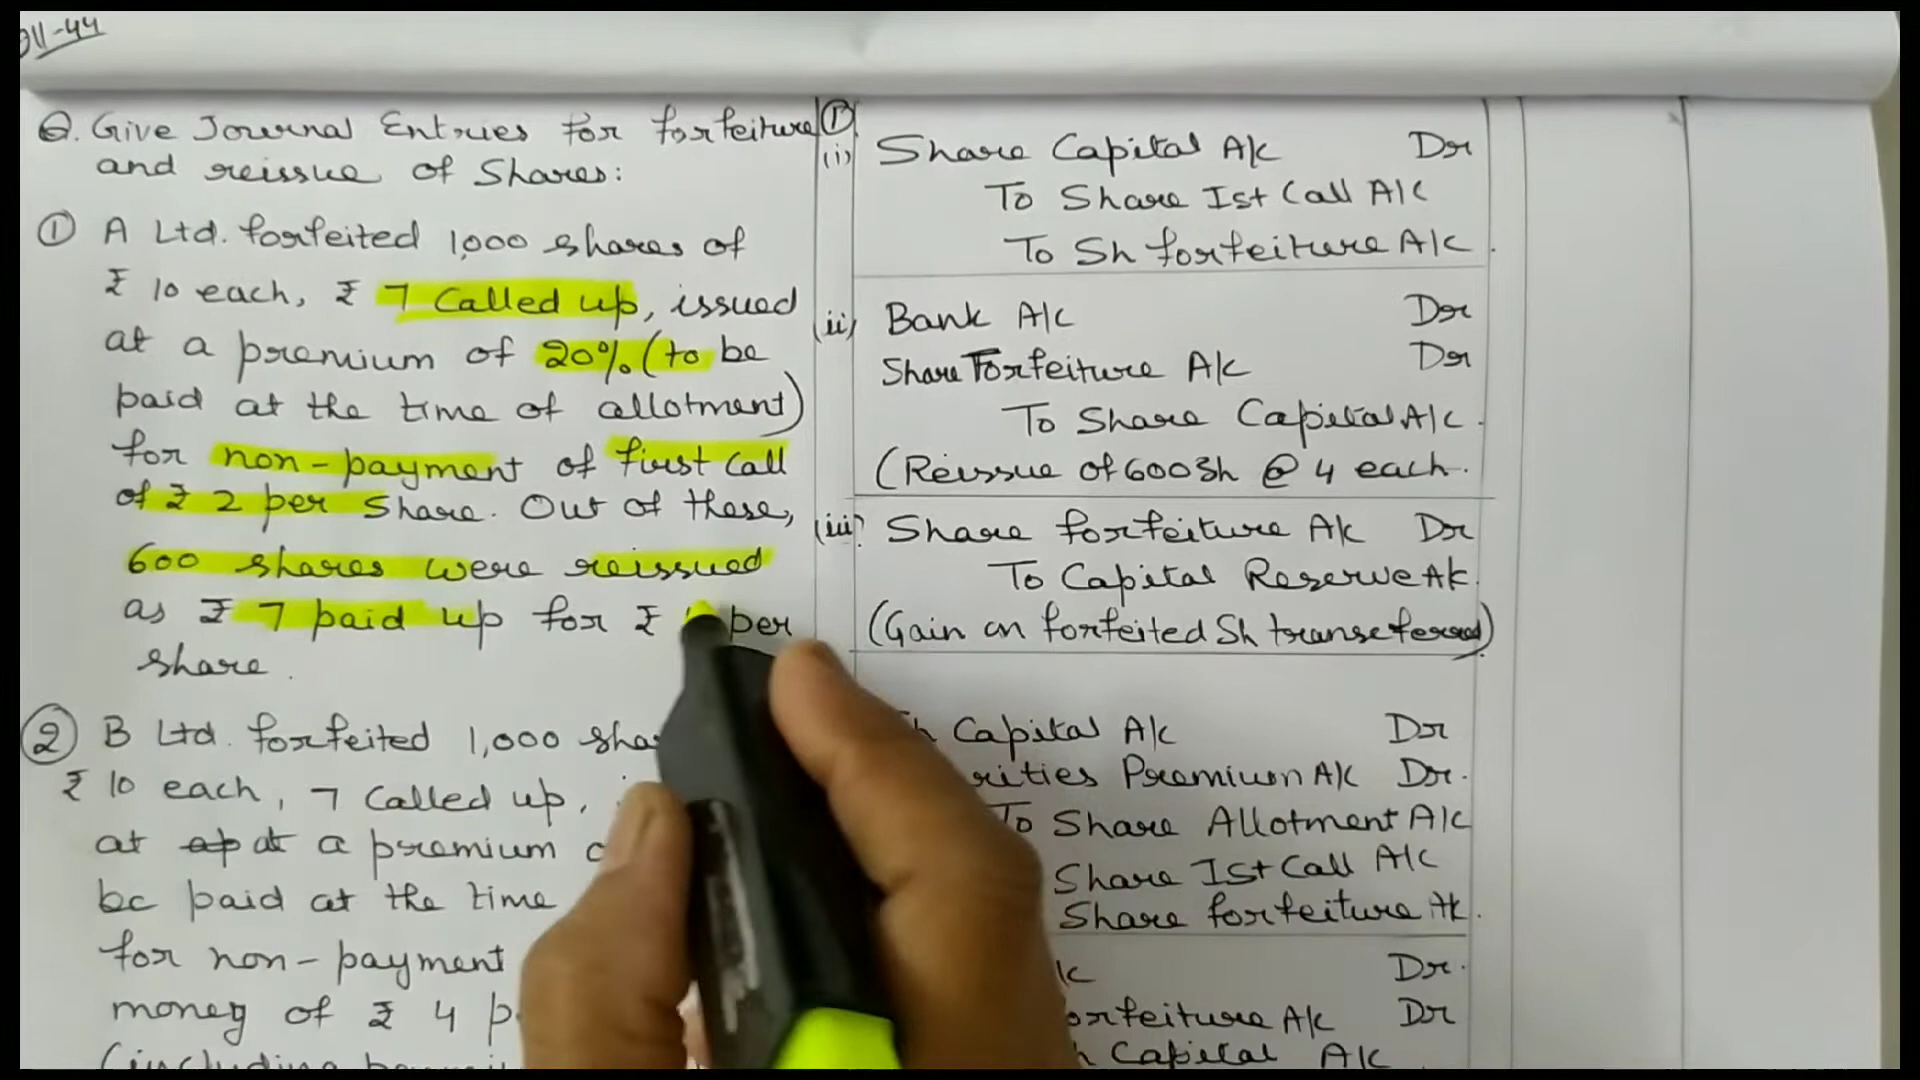 11-44
Q. Give Journal Entries for forfeiture
and reissue of Shares:
① A Ltd. forfeited 1,000 shares of
₹ 10 each, ₹ 7 Called up, issued
at a premium of 20% (to be
paid at the time of allotment)
for non-payment of first Call
of ₹ 2 per Share. Out of these,
600 shares were reissued
as ₹ 7 paid up for ₹ per
share.
② B Ltd. forfeited 1,000
₹ 10 each, 7 Called up,
at a premium
be paid at the time
for non-payment
money of ₹ 4
(including
①
(i) Share Capital A/c Dr
To Share Ist Call A/c
To Sh forfeiture A/c.
(ii) Bank A/c Dr
Share Forfeiture A/c Dr
To Share Capital A/c.
(Reissue of 600 Sh @ 4 each.
(iii) Share forfeiture A/c Dr
To Capital Reserve A/c.
(Gain on forfeited Sh transeferred)
Capital A/c Dr
Premium A/c Dr.
To Share Allotment A/c
Share Ist Call A/c
Share forfeiture A/c.
Dr.
A/c Dr
Capital A/c